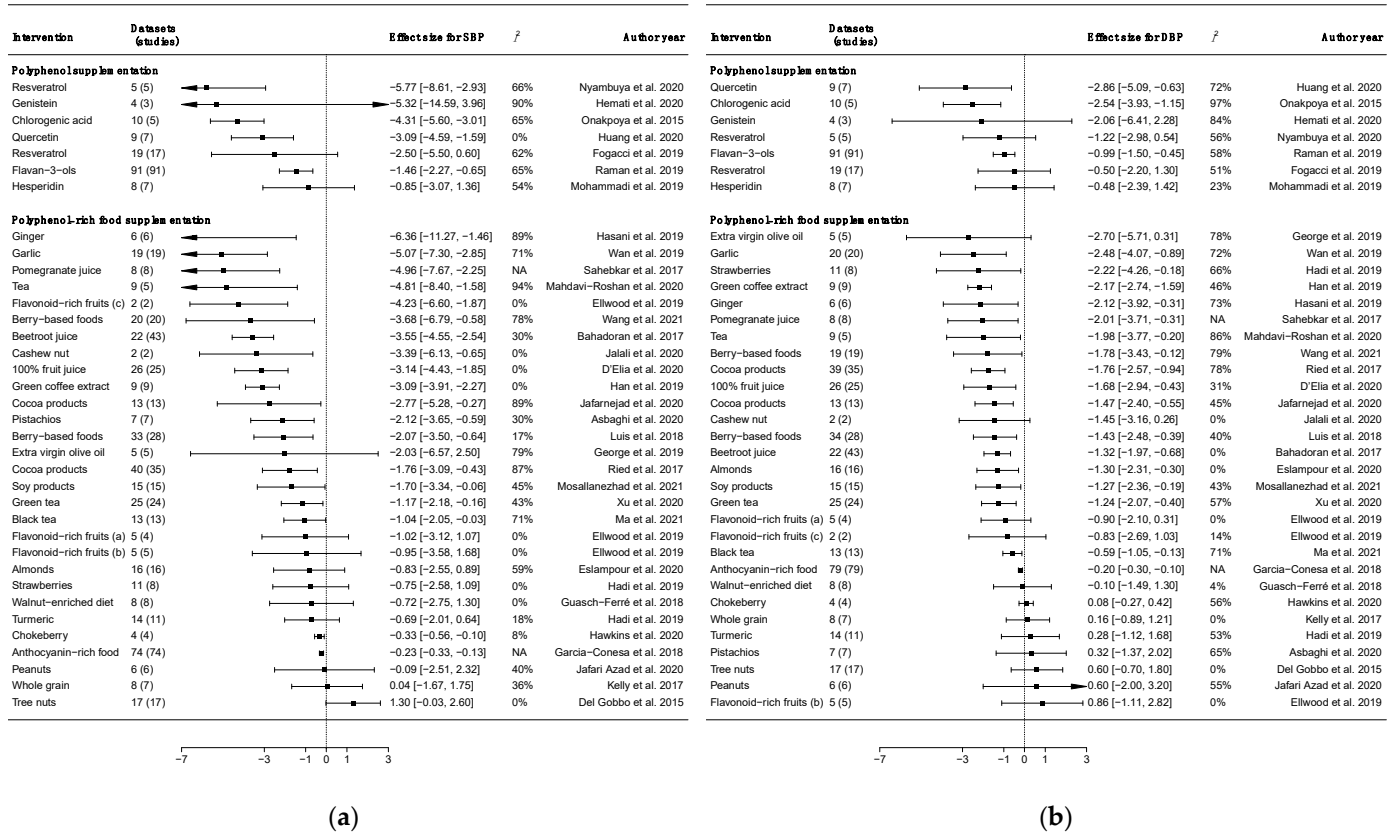 Intervention Datasets (studies) Effect size for SBP I² Author year
Polyphenol supplementation
Resveratrol 5 (5) −5.77 [−8.61, −2.93] 66% Nyambuya et al. 2020
Genistein 4 (3) −5.32 [−14.59, 3.96] 90% Hemati et al. 2020
Chlorogenic acid 10 (5) −4.31 [−5.60, −3.01] 65% Onakpoya et al. 2015
Quercetin 9 (7) −3.09 [−4.59, −1.59] 0% Huang et al. 2020
Resveratrol 19 (17) −2.50 [−5.50, 0.60] 62% Fogacci et al. 2019
Flavan−3−ols 91 (91) −1.46 [−2.27, −0.65] 65% Raman et al. 2019
Hesperidin 8 (7) −0.85 [−3.07, 1.36] 54% Mohammadi et al. 2019
Polyphenol-rich food supplementation
Ginger 6 (6) −6.36 [−11.27, −1.46] 89% Hasani et al. 2019
Garlic 19 (19) −5.07 [−7.30, −2.85] 71% Wan et al. 2019
Pomegranate juice 8 (8) −4.96 [−7.67, −2.25] NA Sahebkar et al. 2017
Tea 9 (5) −4.81 [−8.40, −1.58] 94% Mahdavi−Roshan et al. 2020
Flavonoid−rich fruits (c) 2 (2) −4.23 [−6.60, −1.87] 0% Ellwood et al. 2019
Berry−based foods 20 (20) −3.68 [−6.79, −0.58] 78% Wang et al. 2021
Beetroot juice 22 (43) −3.55 [−4.55, −2.54] 30% Bahadoran et al. 2017
Cashew nut 2 (2) −3.39 [−6.13, −0.65] 0% Jalali et al. 2020
100% fruit juice 26 (25) −3.14 [−4.43, −1.85] 0% D'Elia et al. 2020
Green coffee extract 9 (9) −3.09 [−3.91, −2.27] 0% Han et al. 2019
Cocoa products 13 (13) −2.77 [−5.28, −0.27] 89% Jafarnejad et al. 2020
Pistachios 7 (7) −2.12 [−3.65, −0.59] 30% Asbaghi et al. 2020
Berry−based foods 33 (28) −2.07 [−3.50, −0.64] 17% Luis et al. 2018
Extra virgin olive oil 5 (5) −2.03 [−6.57, 2.50] 79% George et al. 2019
Cocoa products 40 (35) −1.76 [−3.09, −0.43] 87% Ried et al. 2017
Soy products 15 (15) −1.70 [−3.34, −0.06] 45% Mosallanezhad et al. 2021
Green tea 25 (24) −1.17 [−2.18, −0.16] 43% Xu et al. 2020
Black tea 13 (13) −1.04 [−2.05, −0.03] 71% Ma et al. 2021
Flavonoid−rich fruits (a) 5 (4) −1.02 [−3.12, 1.07] 0% Ellwood et al. 2019
Flavonoid−rich fruits (b) 5 (5) −0.95 [−3.58, 1.68] 0% Ellwood et al. 2019
Almonds 16 (16) −0.83 [−2.55, 0.89] 59% Eslampour et al. 2020
Strawberries 11 (8) −0.75 [−2.58, 1.09] 0% Hadi et al. 2019
Walnut−enriched diet 8 (8) −0.72 [−2.75, 1.30] 0% Guasch−Ferré et al. 2018
Turmeric 14 (11) −0.69 [−2.01, 0.64] 18% Hadi et al. 2019
Chokeberry 4 (4) −0.33 [−0.56, −0.10] 8% Hawkins et al. 2020
Anthocyanin−rich food 74 (74) −0.23 [−0.33, −0.13] NA Garcia−Conesa et al. 2018
Peanuts 6 (6) −0.09 [−2.51, 2.32] 40% Jafari Azad et al. 2020
Whole grain 8 (7) 0.04 [−1.67, 1.75] 36% Kelly et al. 2017
Tree nuts 17 (17) 1.30 [−0.03, 2.60] 0% Del Gobbo et al. 2015
−7 −3 −1 0 1 3
(a)
Intervention Datasets (studies) Effect size for DBP I² Author year
Polyphenol supplementation
Quercetin 9 (7) −2.86 [−5.09, −0.63] 72% Huang et al. 2020
Chlorogenic acid 10 (5) −2.54 [−3.93, −1.15] 97% Onakpoya et al. 2015
Genistein 4 (3) −2.06 [−6.41, 2.28] 84% Hemati et al. 2020
Resveratrol 5 (5) −1.22 [−2.98, 0.54] 56% Nyambuya et al. 2020
Flavan−3−ols 91 (91) −0.99 [−1.50, −0.45] 58% Raman et al. 2019
Resveratrol 19 (17) −0.50 [−2.20, 1.30] 51% Fogacci et al. 2019
Hesperidin 8 (7) −0.48 [−2.39, 1.42] 23% Mohammadi et al. 2019
Polyphenol-rich food supplementation
Extra virgin olive oil 5 (5) −2.70 [−5.71, 0.31] 78% George et al. 2019
Garlic 20 (20) −2.48 [−4.07, −0.89] 72% Wan et al. 2019
Strawberries 11 (8) −2.22 [−4.26, −0.18] 66% Hadi et al. 2019
Green coffee extract 9 (9) −2.17 [−2.74, −1.59] 46% Han et al. 2019
Ginger 6 (6) −2.12 [−3.92, −0.31] 73% Hasani et al. 2019
Pomegranate juice 8 (8) −2.01 [−3.71, −0.31] NA Sahebkar et al. 2017
Tea 9 (5) −1.98 [−3.77, −0.20] 86% Mahdavi−Roshan et al. 2020
Berry−based foods 19 (19) −1.78 [−3.43, −0.12] 79% Wang et al. 2021
Cocoa products 39 (35) −1.76 [−2.57, −0.94] 78% Ried et al. 2017
100% fruit juice 26 (25) −1.68 [−2.94, −0.43] 31% D'Elia et al. 2020
Cocoa products 13 (13) −1.47 [−2.40, −0.55] 45% Jafarnejad et al. 2020
Cashew nut 2 (2) −1.45 [−3.16, 0.26] 0% Jalali et al. 2020
Berry−based foods 34 (28) −1.43 [−2.48, −0.39] 40% Luis et al. 2018
Beetroot juice 22 (43) −1.32 [−1.97, −0.68] 0% Bahadoran et al. 2017
Almonds 16 (16) −1.30 [−2.31, −0.30] 0% Eslampour et al. 2020
Soy products 15 (15) −1.27 [−2.36, −0.19] 43% Mosallanezhad et al. 2021
Green tea 25 (24) −1.24 [−2.07, −0.40] 57% Xu et al. 2020
Flavonoid−rich fruits (a) 5 (4) −0.90 [−2.10, 0.31] 0% Ellwood et al. 2019
Flavonoid−rich fruits (c) 2 (2) −0.83 [−2.69, 1.03] 14% Ellwood et al. 2019
Black tea 13 (13) −0.59 [−1.05, −0.13] 71% Ma et al. 2021
Anthocyanin−rich food 79 (79) −0.20 [−0.30, −0.10] NA Garcia−Conesa et al. 2018
Walnut−enriched diet 8 (8) −0.10 [−1.49, 1.30] 4% Guasch−Ferré et al. 2018
Chokeberry 4 (4) 0.08 [−0.27, 0.42] 56% Hawkins et al. 2020
Whole grain 8 (7) 0.16 [−0.89, 1.21] 0% Kelly et al. 2017
Turmeric 14 (11) 0.28 [−1.12, 1.68] 53% Hadi et al. 2019
Pistachios 7 (7) 0.32 [−1.37, 2.02] 65% Asbaghi et al. 2020
Tree nuts 17 (17) 0.60 [−0.70, 1.80] 0% Del Gobbo et al. 2015
Peanuts 6 (6) 0.60 [−2.00, 3.20] 55% Jafari Azad et al. 2020
Flavonoid−rich fruits (b) 5 (5) 0.86 [−1.11, 2.82] 0% Ellwood et al. 2019
−7 −3 −1 0 1 3
(b)